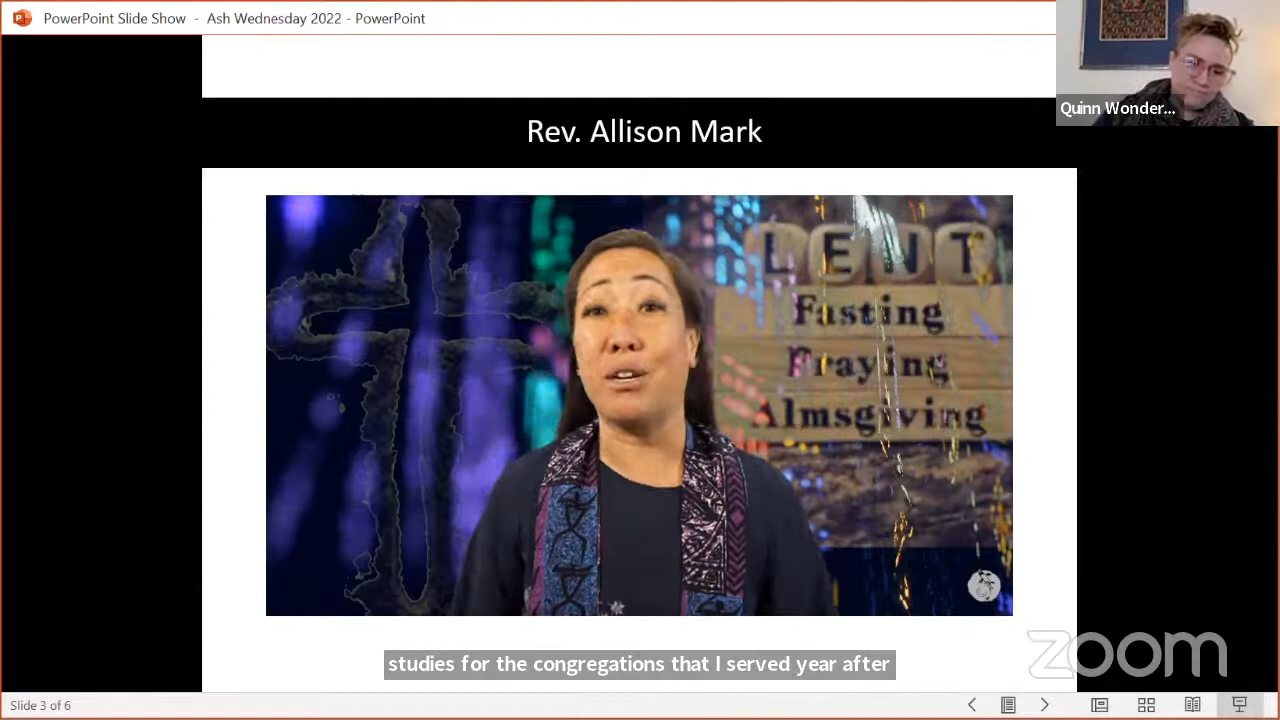 PowerPoint Slide Show - Ash Wednesday 2022 - PowerPoint
Quinn Wonder...
Rev. Allison Mark
LENT
Fasting
Praying
Almsgiving
studies for the congregations that I served year after
zoom
Slide 3 of 6